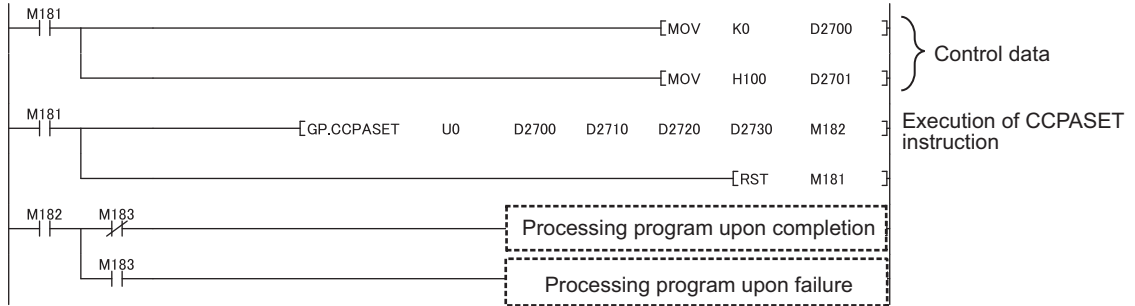 M181
[MOV K0 D2700 ]
[MOV H100 D2701 ]
Control data
M181
[GP.CCPASET U0 D2700 D2710 D2720 D2730 M182 ]
Execution of CCPASET
instruction
[RST M181 ]
M182 M183
Processing program upon completion
M183
Processing program upon failure